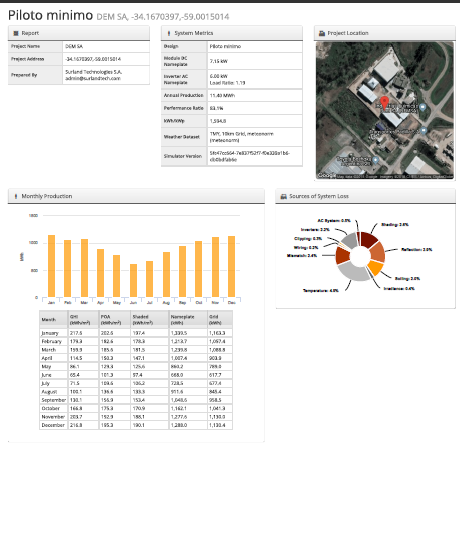 Piloto minimo DEM SA, -34.1670397,-59.0015014
Report
Project Name DEM SA
Project Address -34.1670397,-59.0015014
Prepared By Surland Technologies S.A.
admin@surlandtech.com
System Metrics
Design Piloto minimo
Module DC Nameplate 7.15 kW
Inverter AC Nameplate 6.00 kW
Load Ratio: 1.19
Annual Production 11.40 MWh
Performance Ratio 83.1%
kWh/kWp 1,594.8
Weather Dataset TMY, 10km Grid, meteonorm (meteonorm)
Simulator Version
Project Location
Google
Monthly Production
kWh
1500
1000
500
0
Jan Feb Mar Apr May Jun Jul Aug Sep Oct Nov Dec
Month GHI (kWh/m²) POA (kWh/m²) Shaded (kWh/m²) Nameplate (kWh) Grid (kWh)
January 217.6 202.6 197.4 1,339.5 1,163.3
February 179.3 182.6 178.3 1,213.7 1,057.4
March 159.9 185.6 181.5 1,239.8 1,088.8
April 114.5 150.3 147.1 1,007.4 903.9
May 86.1 129.3 125.6 860.2 789.0
June 65.4 101.3 97.4 668.0 617.7
July 71.5 109.6 106.2 728.5 677.4
August 100.1 136.6 133.3 911.6 845.4
September 130.1 156.9 153.4 1,048.6 958.5
October 166.8 175.3 170.9 1,162.1 1,041.3
November 203.7 192.9 188.1 1,277.6 1,130.0
December 216.8 195.3 190.1 1,288.0 1,130.4
Sources of System Loss
AC System: 0.5%
Shading: 2.6%
Inverters: 3.2%
Clipping: 0.3%
Wiring: 0.2%
Reflection: 3.9%
Mismatch: 3.4%
Soiling: 2.0%
Irradiance: 0.4%
Temperature: 4.8%